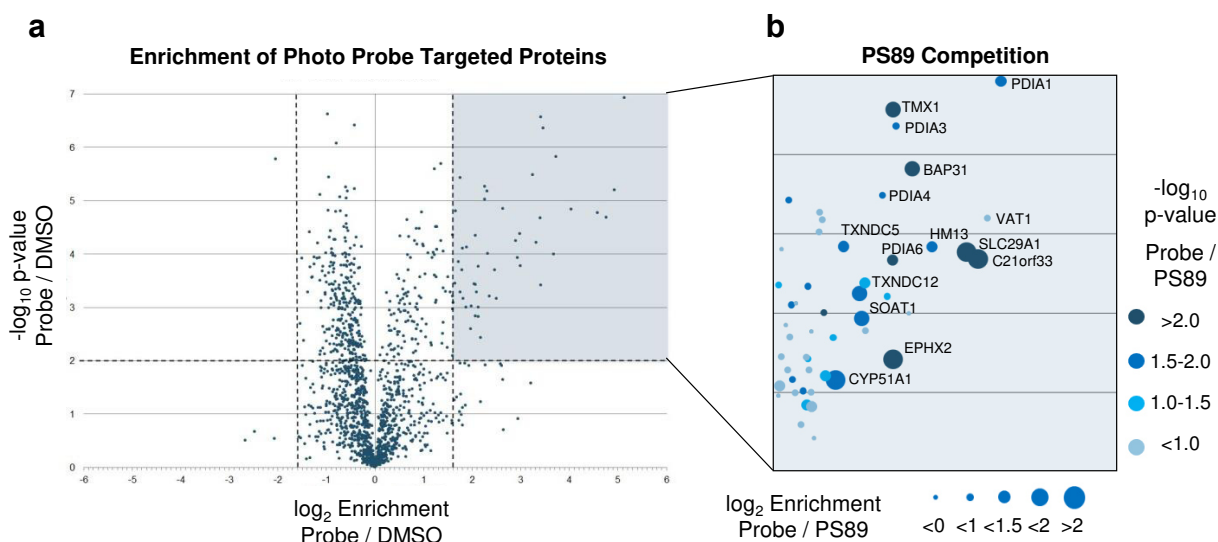 a
Enrichment of Photo Probe Targeted Proteins
-log10 p-value
Probe / DMSO
7
6
5
4
3
2
1
0
-6 -5 -4 -3 -2 -1 0 1 2 3 4 5 6
log2 Enrichment
Probe / DMSO
b
PS89 Competition
PDIA1
TMX1
PDIA3
BAP31
PDIA4
VAT1
TXNDC5
HM13
SLC29A1
PDIA6
C21orf33
TXNDC12
SOAT1
EPHX2
CYP51A1
-log10
p-value
Probe /
PS89
>2.0
1.5-2.0
1.0-1.5
<1.0
log2 Enrichment
Probe / PS89
<0 <1 <1.5 <2 >2